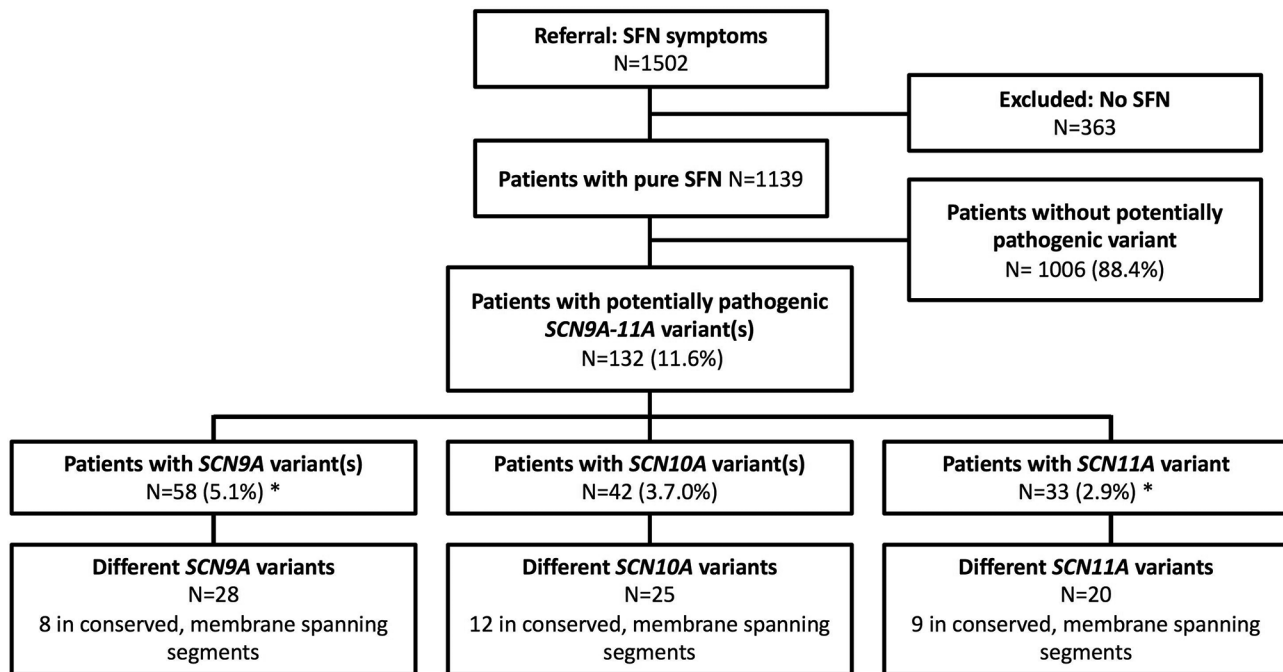 Referral: SFN symptoms
N=1502
Excluded: No SFN
N=363
Patients with pure SFN N=1139
Patients without potentially
pathogenic variant
N= 1006 (88.4%)
Patients with potentially pathogenic
SCN9A-11A variant(s)
N=132 (11.6%)
Patients with SCN9A variant(s)
N=58 (5.1%) *
Patients with SCN10A variant(s)
N=42 (3.7.0%)
Patients with SCN11A variant
N=33 (2.9%) *
Different SCN9A variants
N=28
8 in conserved, membrane spanning
segments
Different SCN10A variants
N=25
12 in conserved, membrane spanning
segments
Different SCN11A variants
N=20
9 in conserved, membrane spanning
segments